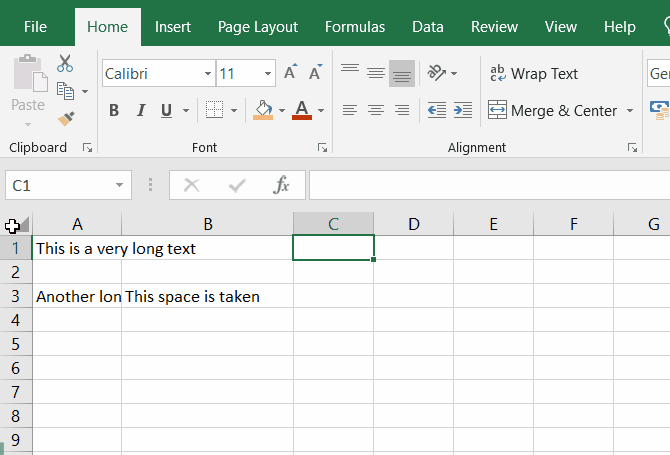 File Home Insert Page Layout Formulas Data Review View Help
Calibri 11 Wrap Text
Paste B I U A Merge & Center
Clipboard Font Alignment
C1 fx
A B C D E F G
1 This is a very long text
2
3 Another lon This space is taken
4
5
6
7
8
9